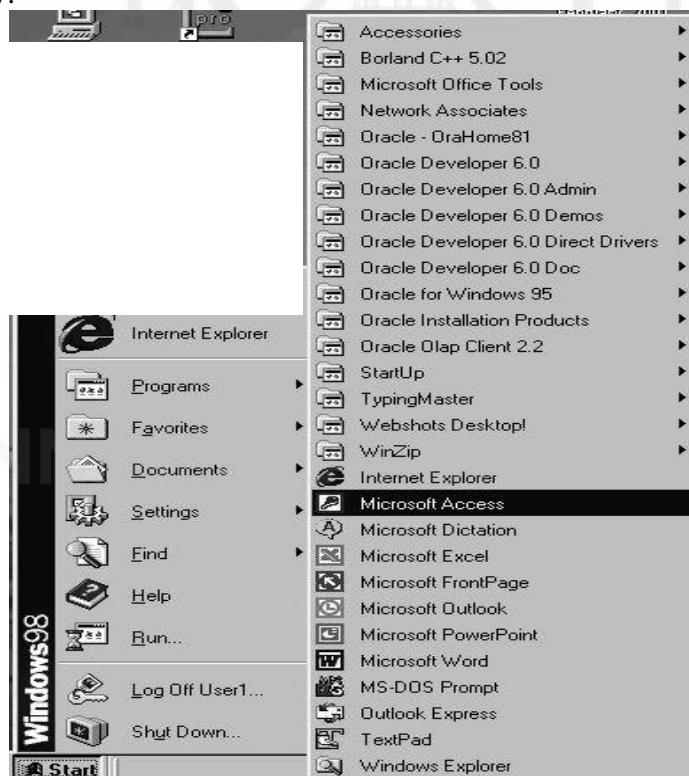 pro
Accessories
Borland C++ 5.02
Microsoft Office Tools
Network Associates
Oracle - OraHome81
Oracle Developer 6.0
Oracle Developer 6.0 Admin
Oracle Developer 6.0 Demos
Oracle Developer 6.0 Direct Drivers
Oracle Developer 6.0 Doc
Oracle for Windows 95
Oracle Installation Products
Oracle Olap Client 2.2
StartUp
TypingMaster
Webshots Desktop!
WinZip
Internet Explorer
Microsoft Access
Microsoft Dictation
Microsoft Excel
Microsoft FrontPage
Microsoft Outlook
Microsoft PowerPoint
Microsoft Word
MS-DOS Prompt
Outlook Express
TextPad
Windows Explorer
Internet Explorer
Programs
Favorites
Documents
Settings
Find
Help
Run...
Log Off User1...
Shut Down...
Windows98
Start